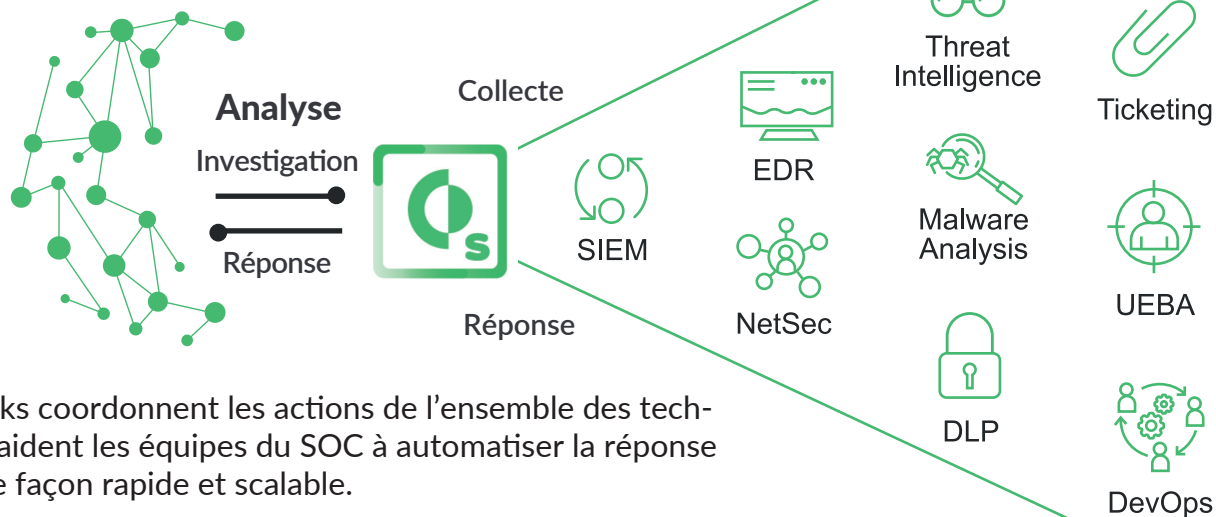 Analyse
Investigation
Réponse
Collecte
s
Réponse
SIEM
EDR
NetSec
Threat
Intelligence
Malware
Analysis
DLP
Ticketing
UEBA
DevOps
ks coordonnent les actions de l’ensemble des tech-
aident les équipes du SOC à automatiser la réponse
e façon rapide et scalable.